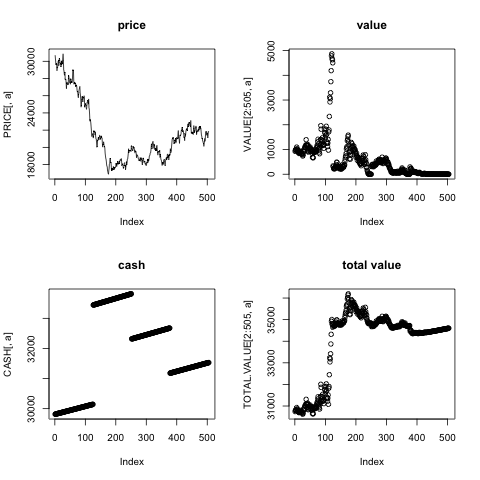 price
value
PRICE[, a]
18000 24000 30000
0 100 200 300 400 500
Index
VALUE[2:505, a]
0 1000 3000 5000
0 100 200 300 400 500
Index
cash
total value
CASH[, a]
30000 32000
0 100 200 300 400 500
Index
TOTAL.VALUE[2:505, a]
31000 33000 35000
0 100 200 300 400 500
Index